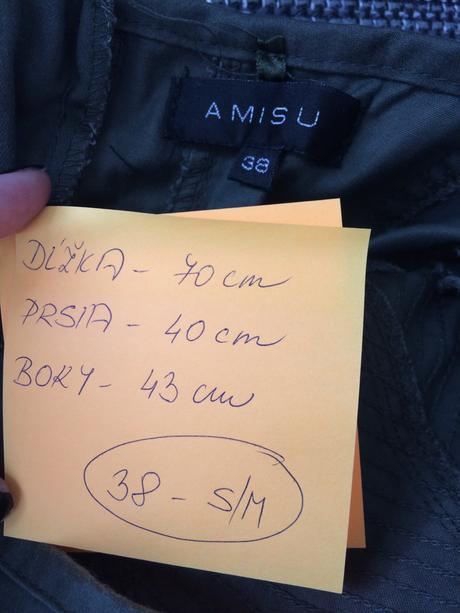 AMISU
38
DĺŽKA - 70 cm
PRSIA - 40 cm
BOKY - 43 cm
38 - S/M